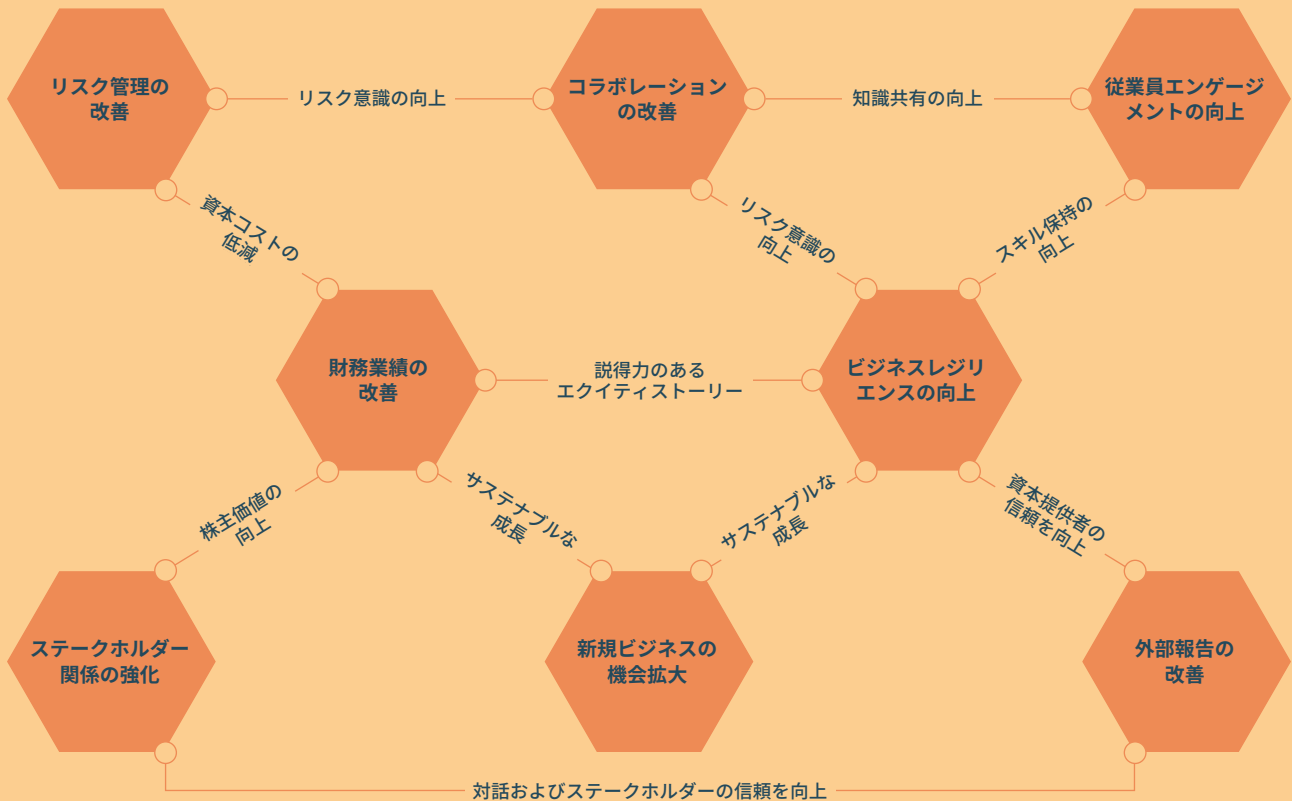 リスク管理の
改善
リスク意識の向上
コラボレーション
の改善
知識共有の向上
従業員エンゲージ
メントの向上
資本コストの
低減
リスク意識の
向上
スキル保持の
向上
財務業績の
改善
説得力のある
エクイティストーリー
ビジネスレジリ
エンスの向上
株主価値の
向上
サステナブルな
成長
サステナブルな
成長
資本提供者の
信頼を向上
ステークホルダー
関係の強化
新規ビジネスの
機会拡大
外部報告の
改善
対話およびステークホルダーの信頼を向上